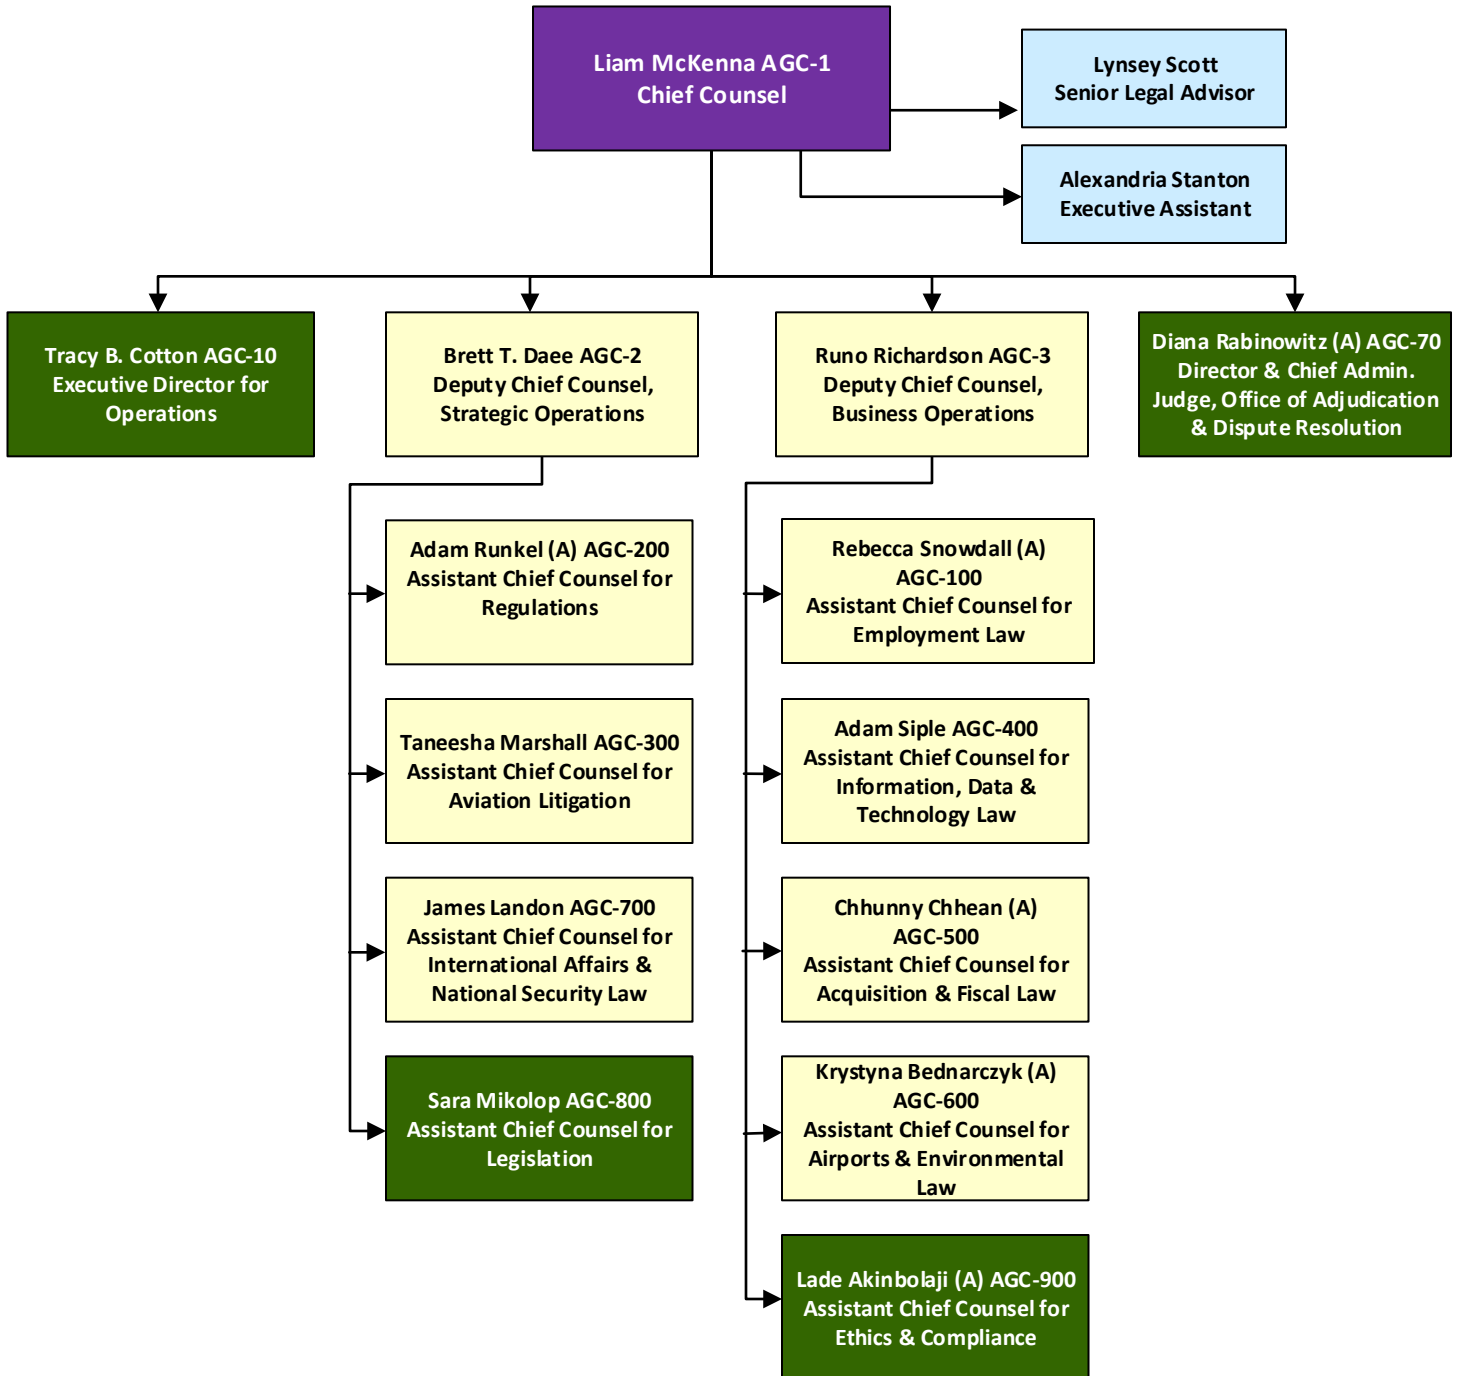 Liam McKenna AGC-1
Chief Counsel
Lynsey Scott
Senior Legal Advisor
Alexandria Stanton
Executive Assistant
Tracy B. Cotton AGC-10
Executive Director for
Operations
Brett T. Daee AGC-2
Deputy Chief Counsel,
Strategic Operations
Runo Richardson AGC-3
Deputy Chief Counsel,
Business Operations
Diana Rabinowitz (A) AGC-70
Director & Chief Admin.
Judge, Office of Adjudication
& Dispute Resolution
Adam Runkel (A) AGC-200
Assistant Chief Counsel for
Regulations
Taneesha Marshall AGC-300
Assistant Chief Counsel for
Aviation Litigation
James Landon AGC-700
Assistant Chief Counsel for
International Affairs &
National Security Law
Sara Mikolop AGC-800
Assistant Chief Counsel for
Legislation
Rebecca Snowdall (A)
AGC-100
Assistant Chief Counsel for
Employment Law
Adam Siple AGC-400
Assistant Chief Counsel for
Information, Data &
Technology Law
Chhunny Chhean (A)
AGC-500
Assistant Chief Counsel for
Acquisition & Fiscal Law
Krystyna Bednarczyk (A)
AGC-600
Assistant Chief Counsel for
Airports & Environmental
Law
Lade Akinbolaji (A) AGC-900
Assistant Chief Counsel for
Ethics & Compliance